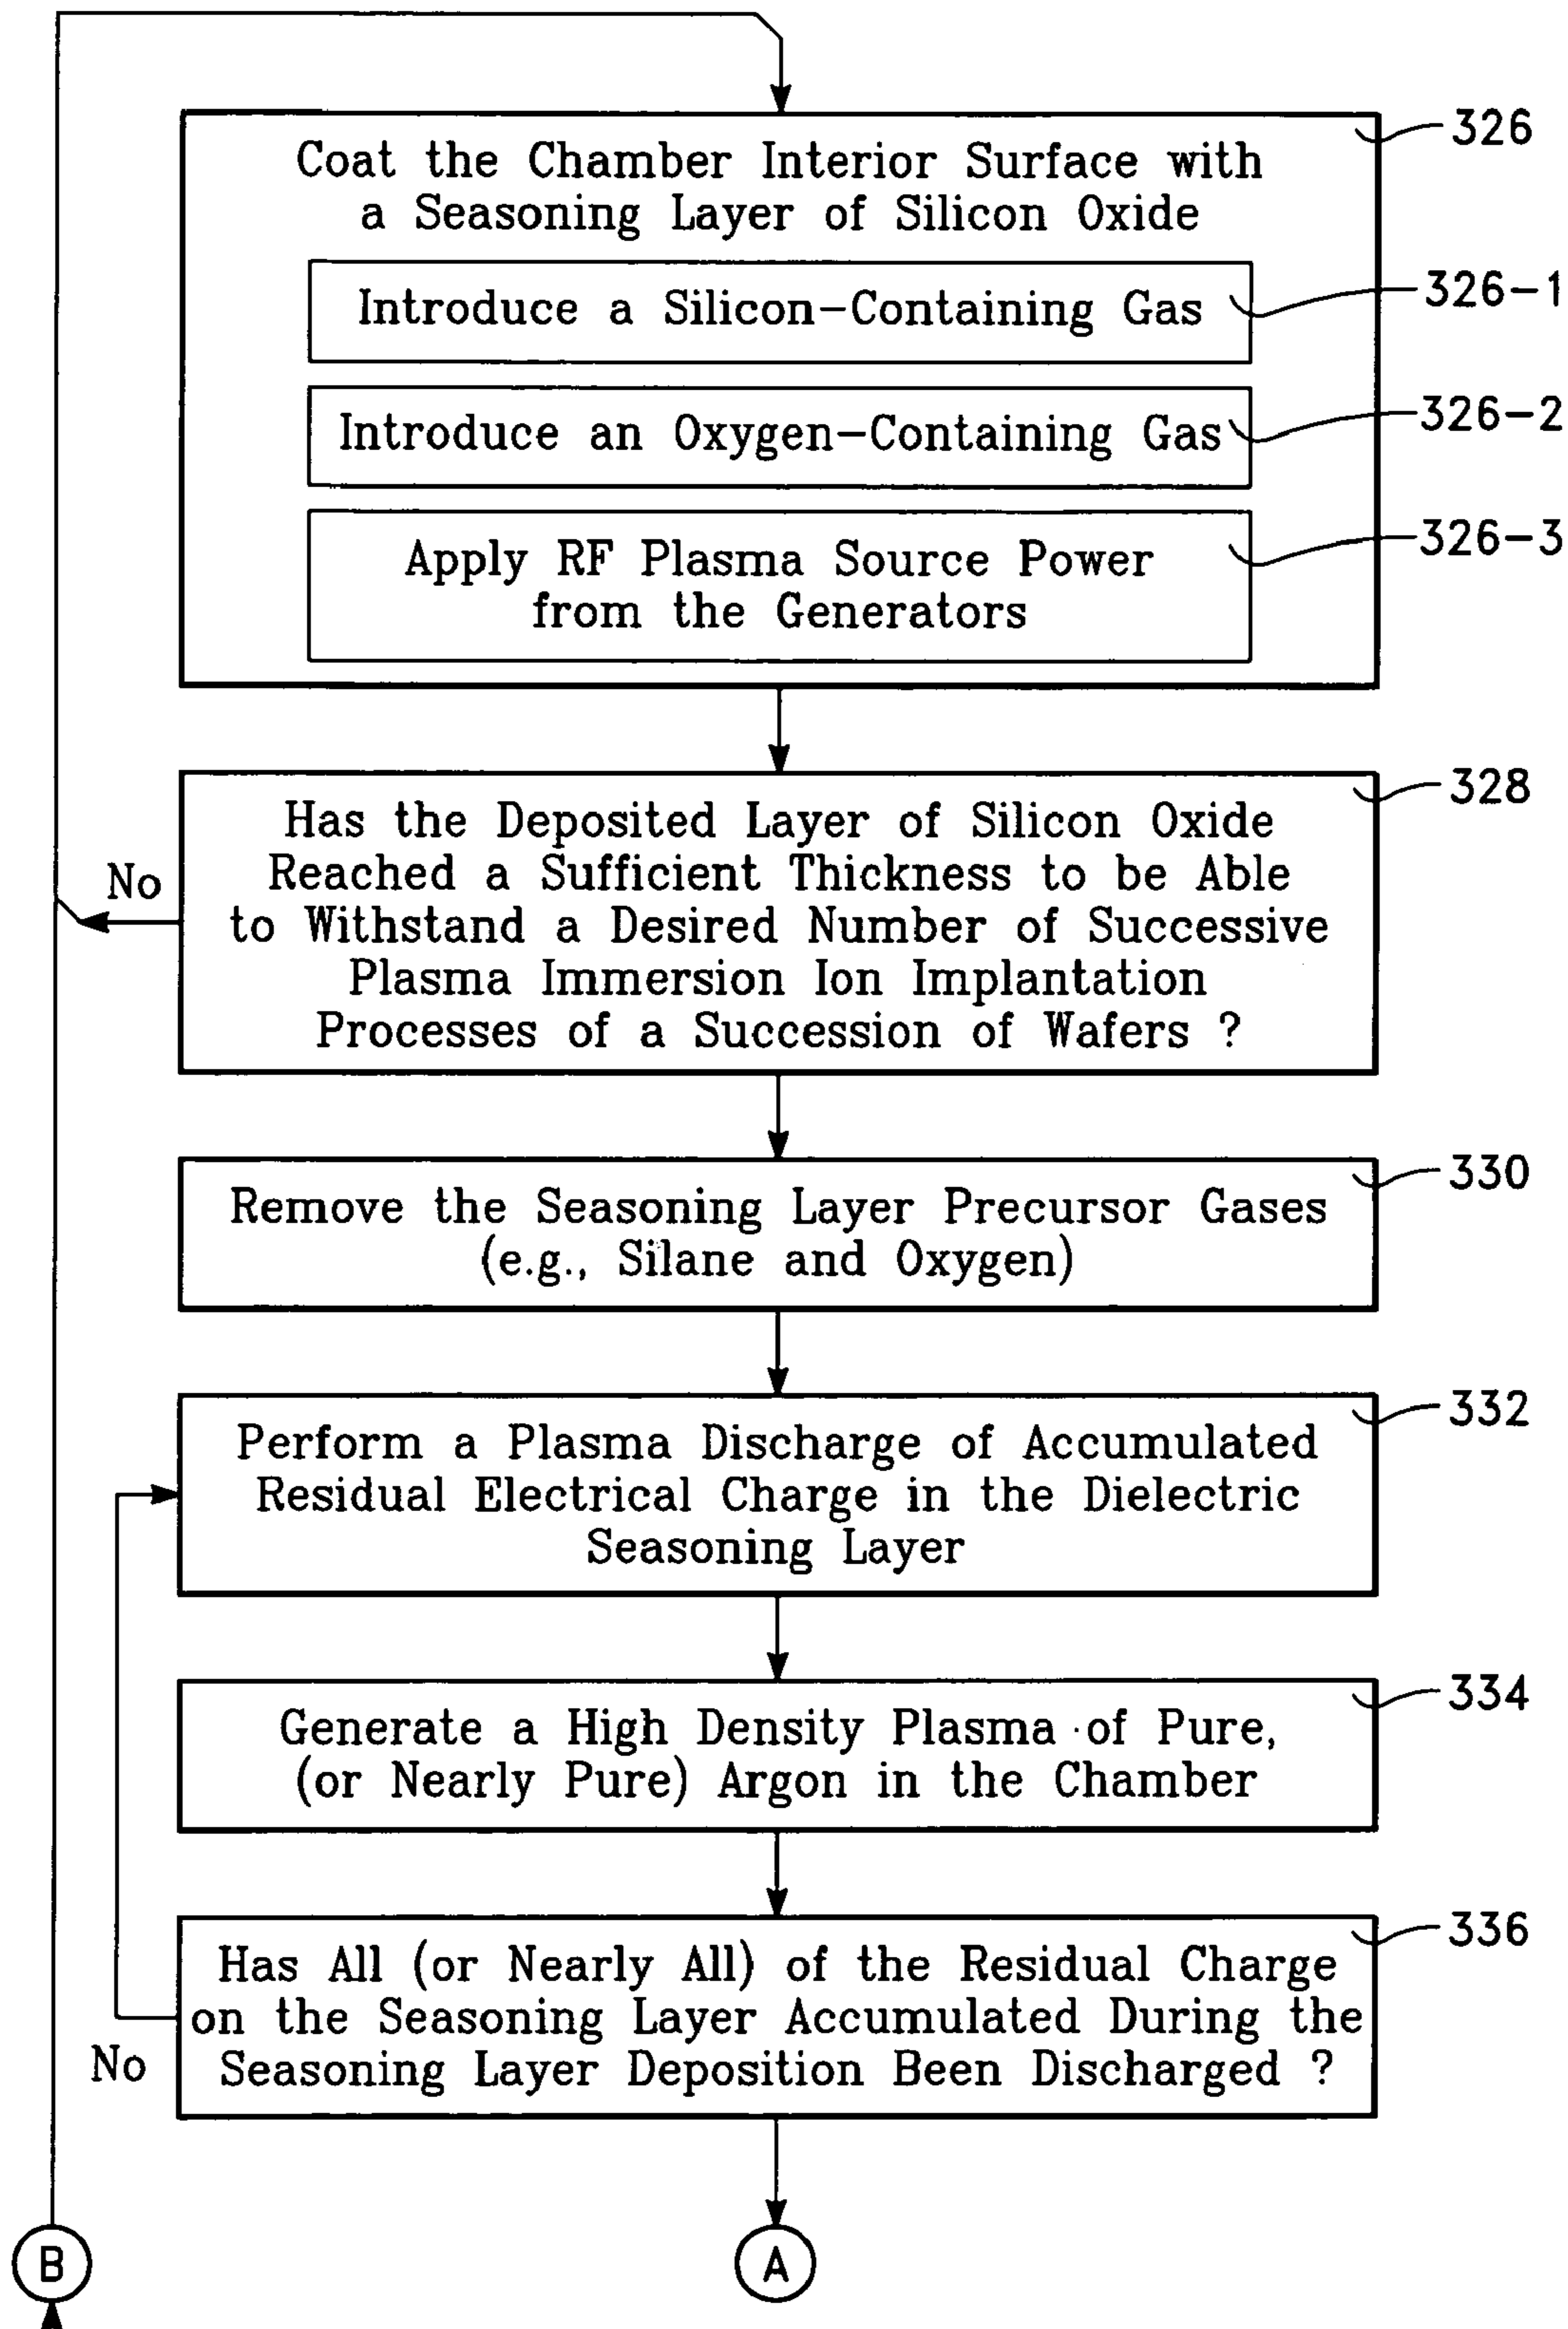 326
Coat the Chamber Interior Surface with
a Seasoning Layer of Silicon Oxide
Introduce a Silicon-Containing Gas
326-1
Introduce an Oxygen-Containing Gas
326-2
Apply RF Plasma Source Power
from the Generators
326-3
328
Has the Deposited Layer of Silicon Oxide
Reached a Sufficient Thickness to be Able
to Withstand a Desired Number of Successive
Plasma Immersion Ion Implantation
Processes of a Succession of Wafers ?
No
330
Remove the Seasoning Layer Precursor Gases
(e.g., Silane and Oxygen)
332
Perform a Plasma Discharge of Accumulated
Residual Electrical Charge in the Dielectric
Seasoning Layer
334
Generate a High Density Plasma of Pure,
(or Nearly Pure) Argon in the Chamber
336
Has All (or Nearly All) of the Residual Charge
on the Seasoning Layer Accumulated During the
Seasoning Layer Deposition Been Discharged ?
No
B
A